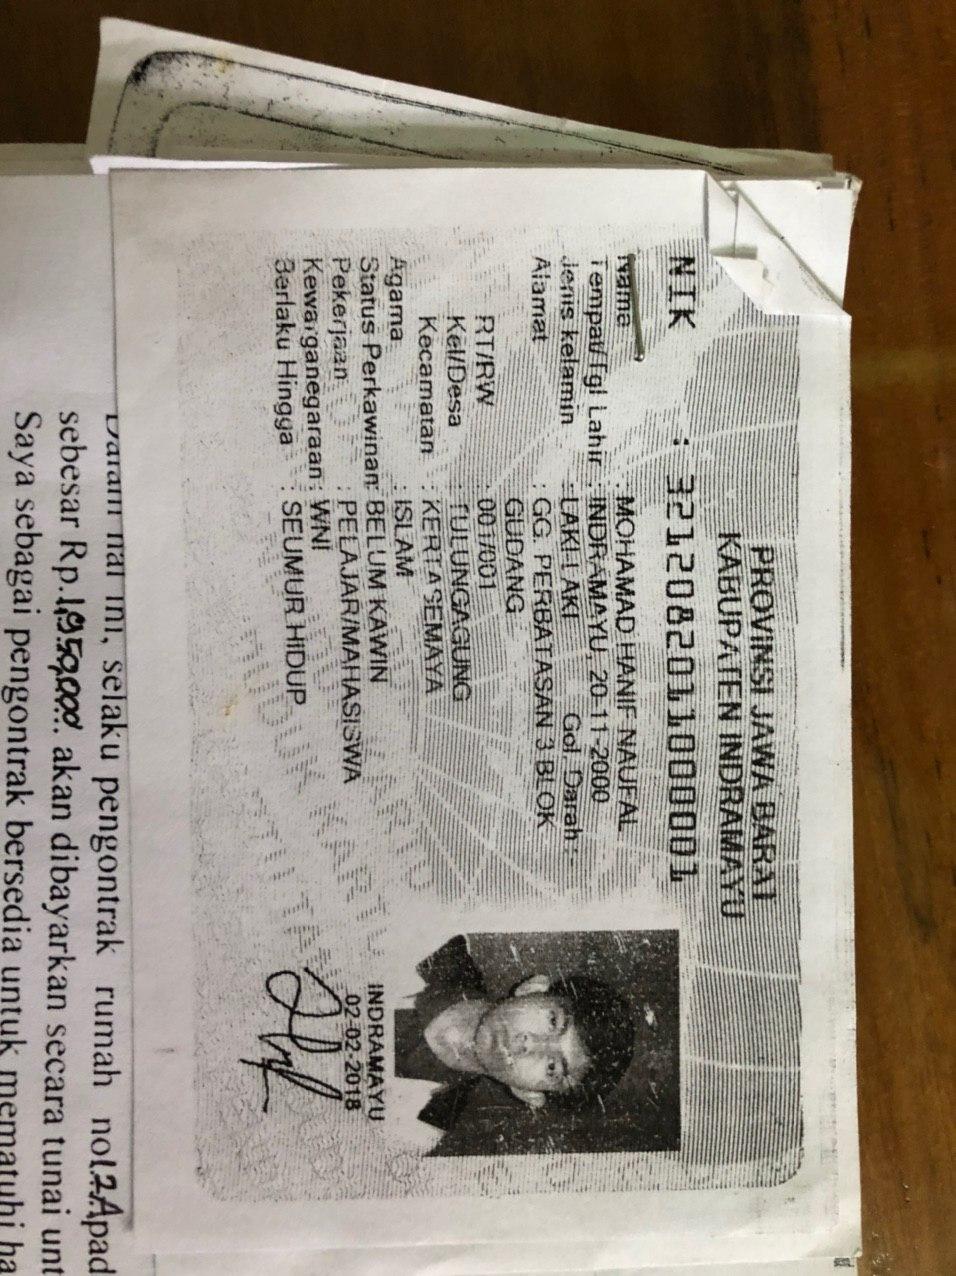 PROVINSI JAWA BARAT
KABUPATEN INDRAMAYU
NIK : 3212082011000001
Nama : MOHAMAD HANIF NAUFAL
Tempat/Tgl Lahir : INDRAMAYU, 20-11-2000
Jenis kelamin : LAKI-LAKI Gol. Darah : -
Alamat : GG. PERBATASAN 3 BLOK
GUDANG
RT/RW : 001/001
Kel/Desa : TULUNGAGUNG
Kecamatan : KERTASEMAYA
Agama : ISLAM
Status Perkawinan: BELUM KAWIN
Pekerjaan : PELAJAR/MAHASISWA
Kewarganegaraan : WNI
Berlaku Hingga : SEUMUR HIDUP
INDRAMAYU
02-02-2018
Dalam hal ini, selaku pengontrak rumah no12A pad
sebesar Rp.1,950,000. akan dibayarkan secara tunai unt
Saya sebagai pengontrak bersedia untuk mematuhi ha